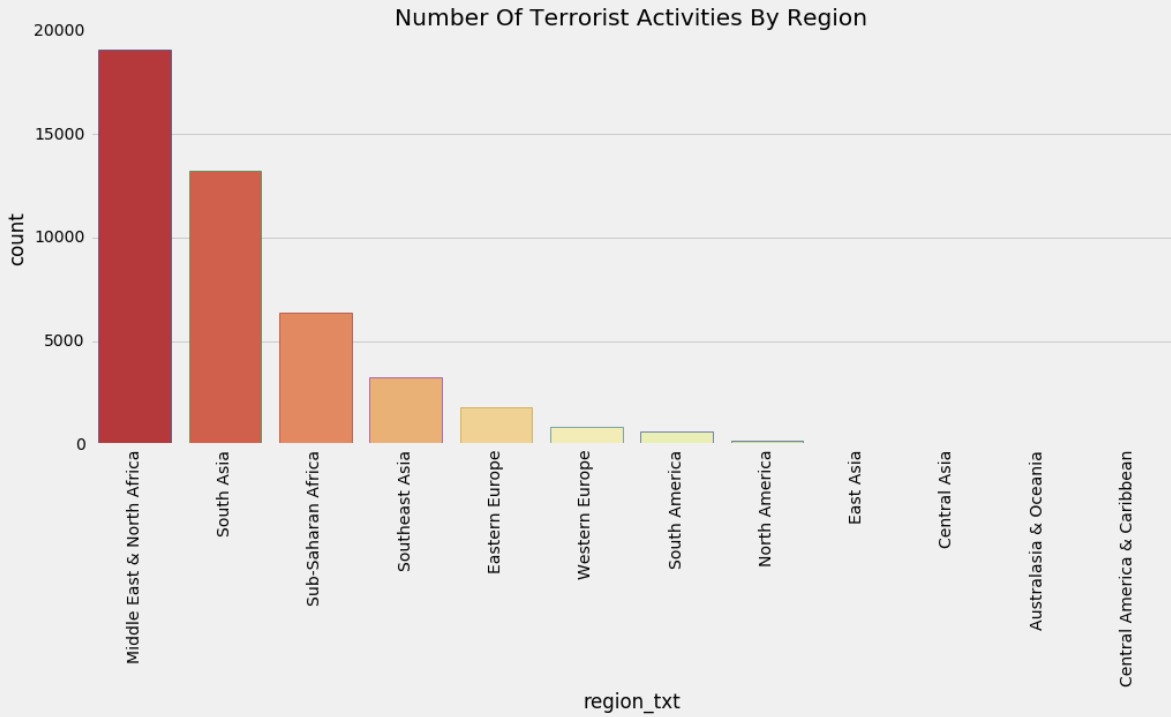 Number Of Terrorist Activities By Region
20000
15000
10000
5000
0
count
Middle East & North Africa
South Asia
Sub-Saharan Africa
Southeast Asia
Eastern Europe
Western Europe
South America
North America
East Asia
Central Asia
Australasia & Oceania
Central America & Caribbean
region_txt